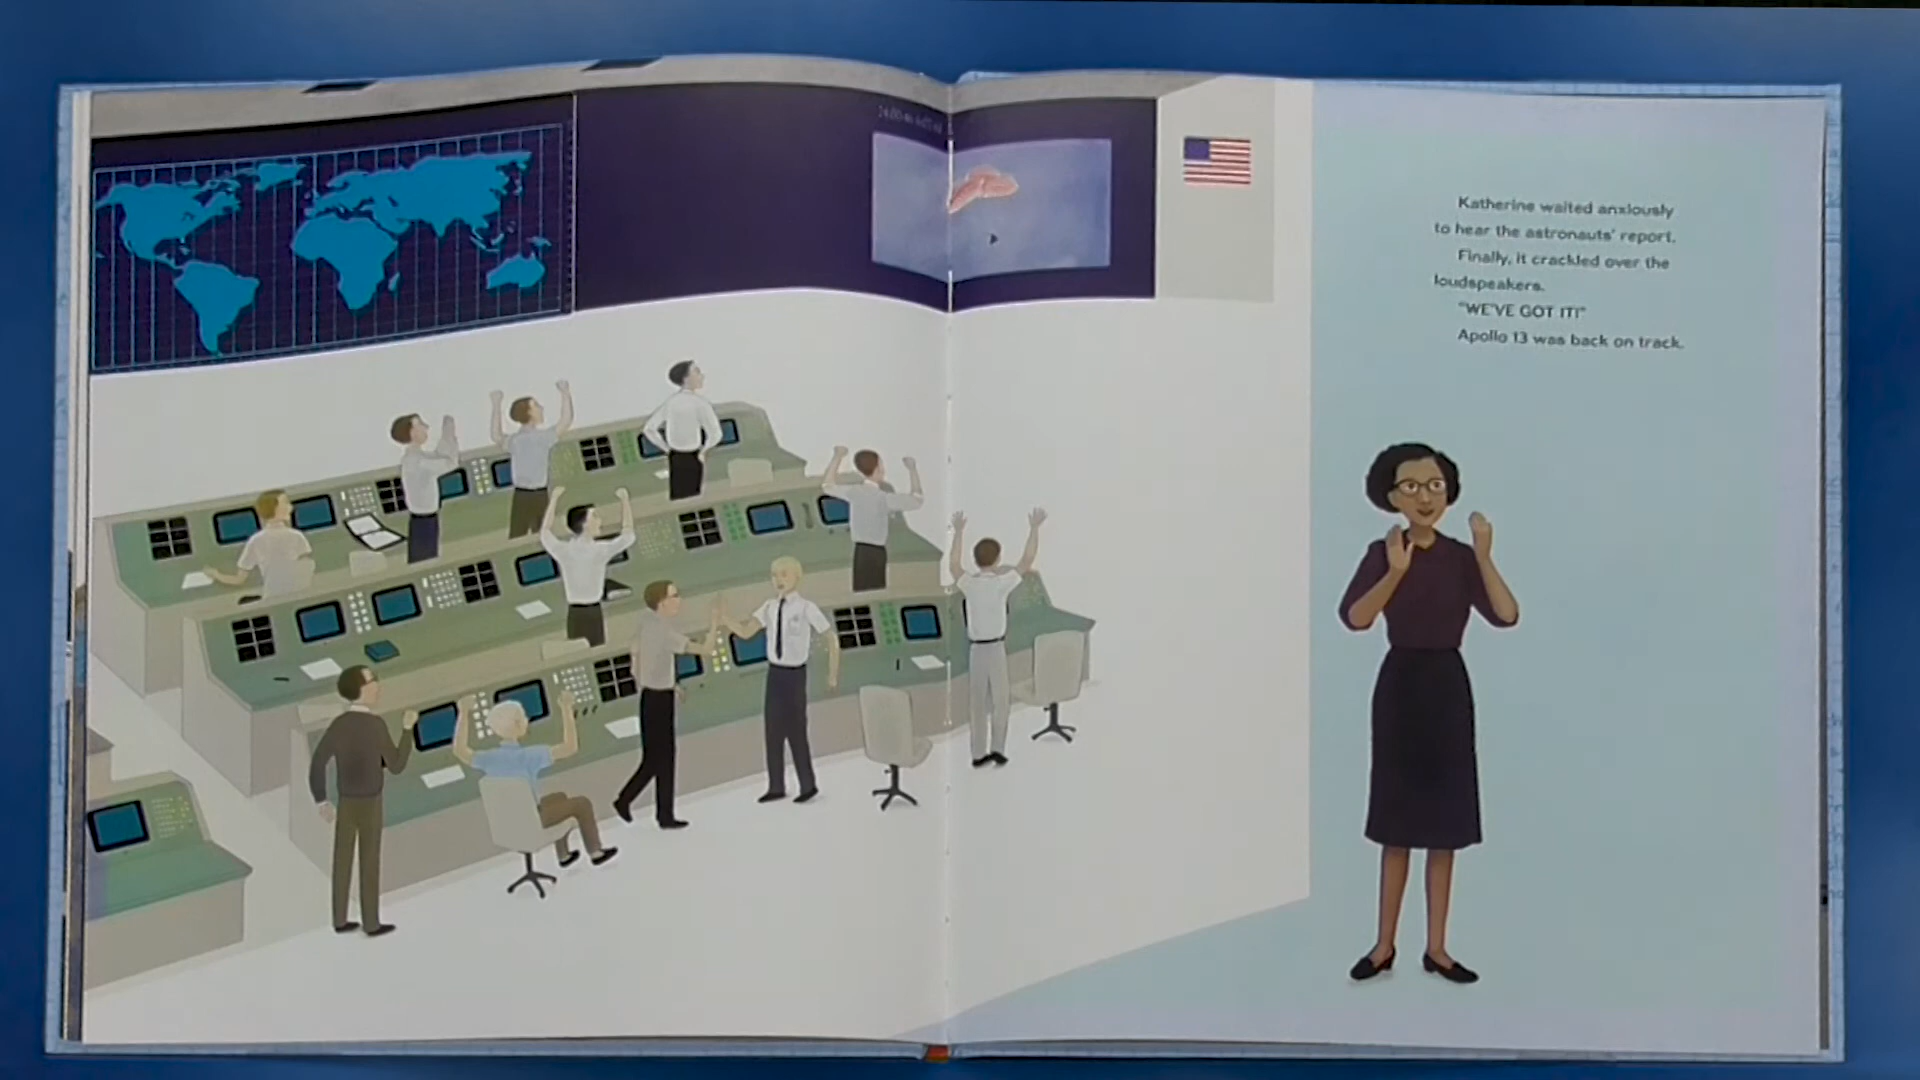 Katherine waited anxiously
to hear the astronauts' report.
Finally, it crackled over the
loudspeakers.
"WE'VE GOT IT!"
Apollo 13 was back on track.